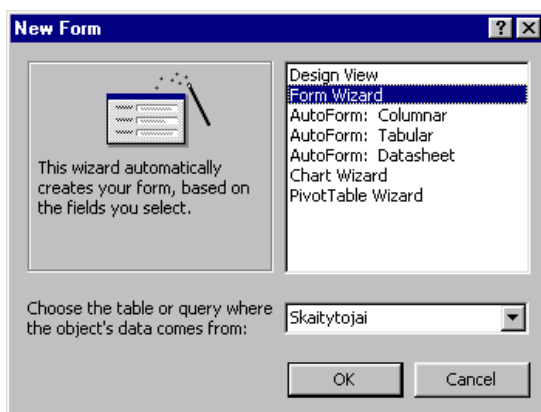 New Form
Design View
Form Wizard
AutoForm: Columnar
AutoForm: Tabular
AutoForm: Datasheet
Chart Wizard
PivotTable Wizard
This wizard automatically
creates your form, based on
the fields you select.
Choose the table or query where
the object's data comes from:
Skaitytojai
OK
Cancel